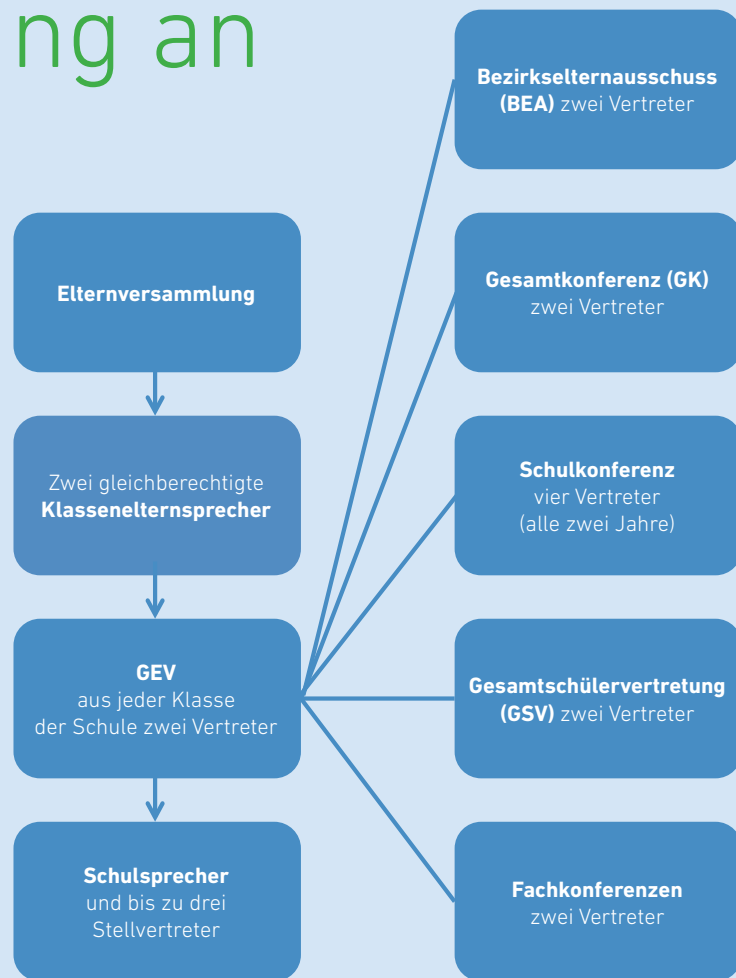 ng an
Elternversammlung
Zwei gleichberechtigte
Klassenelternsprecher
GEV
aus jeder Klasse
der Schule zwei Vertreter
Schulsprecher
und bis zu drei
Stellvertreter
Bezirkselternausschuss
(BEA) zwei Vertreter
Gesamtkonferenz (GK)
zwei Vertreter
Schulkonferenz
vier Vertreter
(alle zwei Jahre)
Gesamtschülervertretung
(GSV) zwei Vertreter
Fachkonferenzen
zwei Vertreter